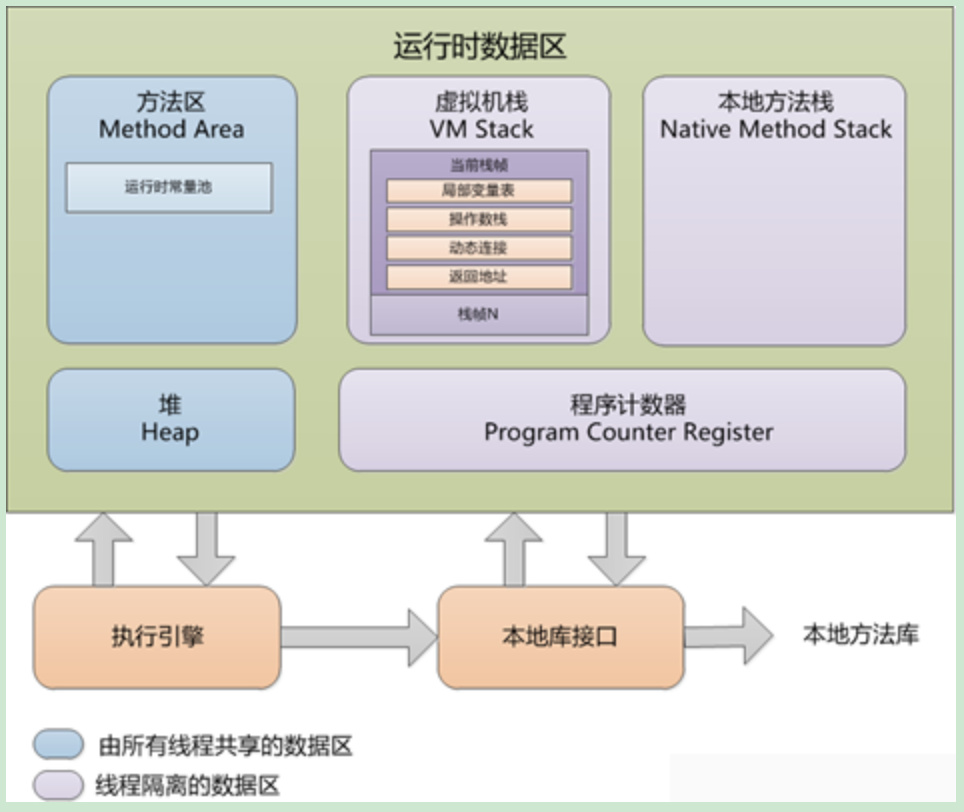 运行时数据区
方法区
Method Area
运行时常量池
虚拟机栈
VM Stack
当前栈帧
局部变量表
操作数栈
动态连接
返回地址
栈帧N
本地方法栈
Native Method Stack
堆
Heap
程序计数器
Program Counter Register
执行引擎
本地库接口
本地方法库
由所有线程共享的数据区
线程隔离的数据区